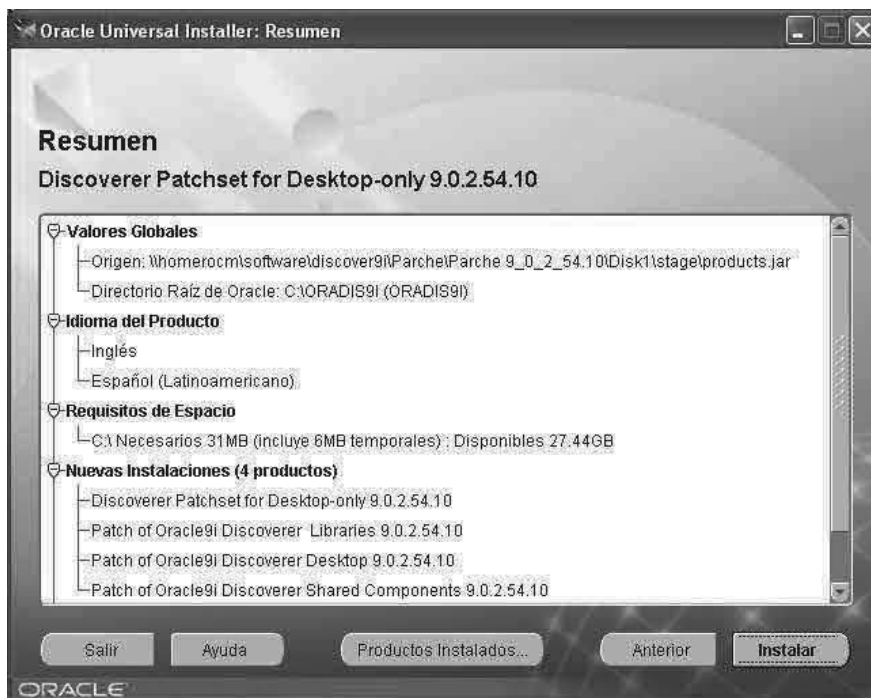 Oracle Universal Installer: Resumen
Resumen
Discoverer Patchset for Desktop-only 9.0.2.54.10
Valores Globales
Origen: \\homerocm\software\discover9i\Parche\Parche 9_0_2_54.10\Disk1\stage\products.jar
Directorio Raíz de Oracle: C:\ORADIS9I (ORADIS9I)
Idioma del Producto
Inglés
Español (Latinoamericano)
Requisitos de Espacio
C:\ Necesarios 31MB (incluye 6MB temporales) : Disponibles 27.44GB
Nuevas Instalaciones (4 productos)
Discoverer Patchset for Desktop-only 9.0.2.54.10
Patch of Oracle9i Discoverer Libraries 9.0.2.54.10
Patch of Oracle9i Discoverer Desktop 9.0.2.54.10
Patch of Oracle9i Discoverer Shared Components 9.0.2.54.10
Salir Ayuda Productos Instalados... Anterior Instalar
ORACLE